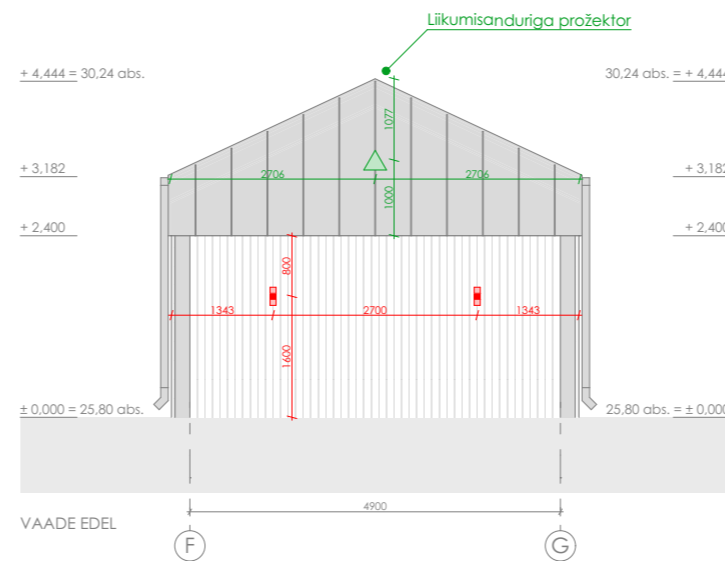 Liikumisanduriga prožektor
+ 4,444 = 30,24 abs.
30,24 abs. = + 4,444
1077
+ 3,182
+ 3,182
2706
2706
1000
+ 2,400
+ 2,400
800
1343
2700
1343
1600
± 0,000 = 25,80 abs.
25,80 abs. = ± 0,000
4900
VAADE EDEL
F
G